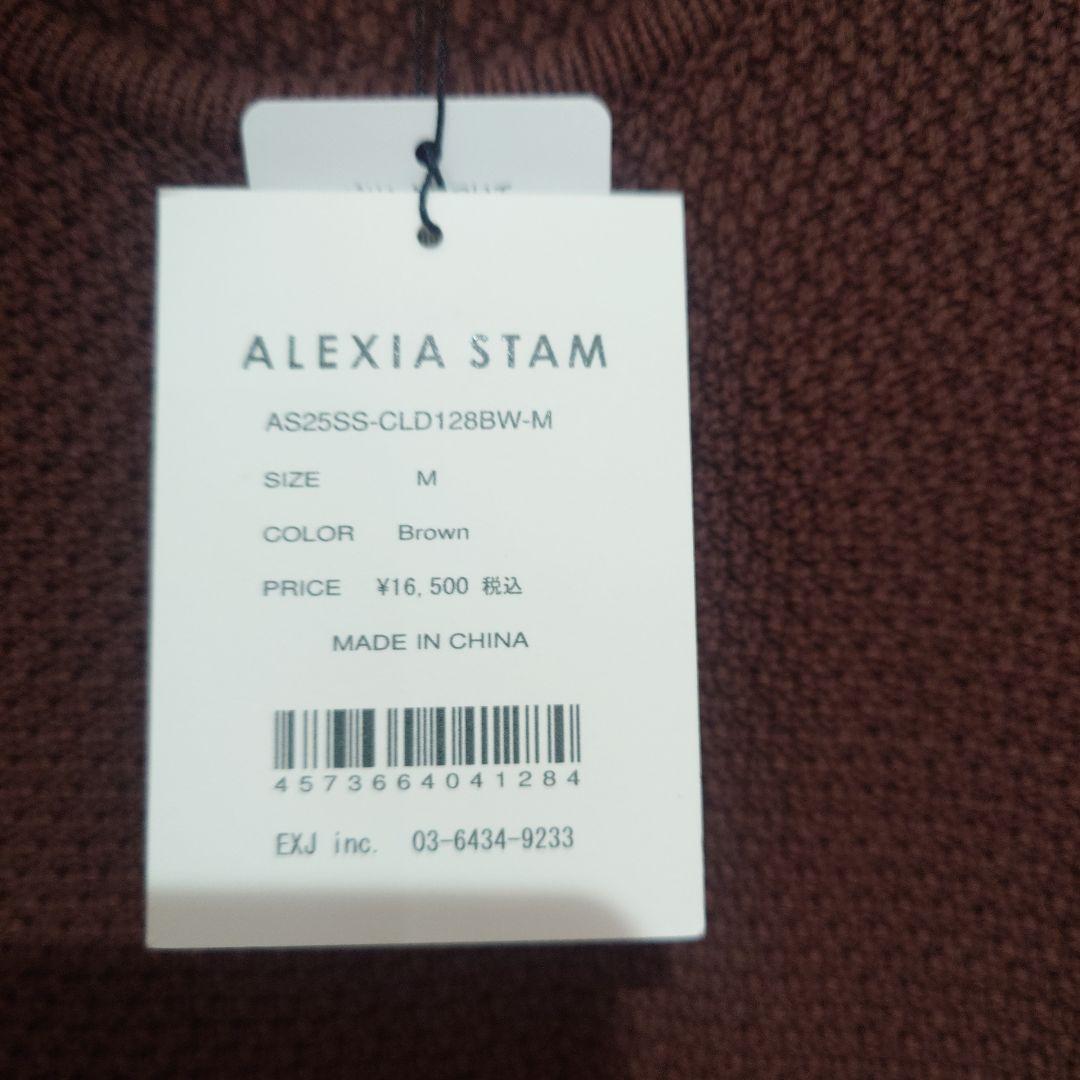 ALEXIA STAM
AS25SS-CLD128BW-M
SIZE M
COLOR Brown
PRICE ¥16,500 税込
MADE IN CHINA
4573664041284
EXJ inc. 03-6434-9233